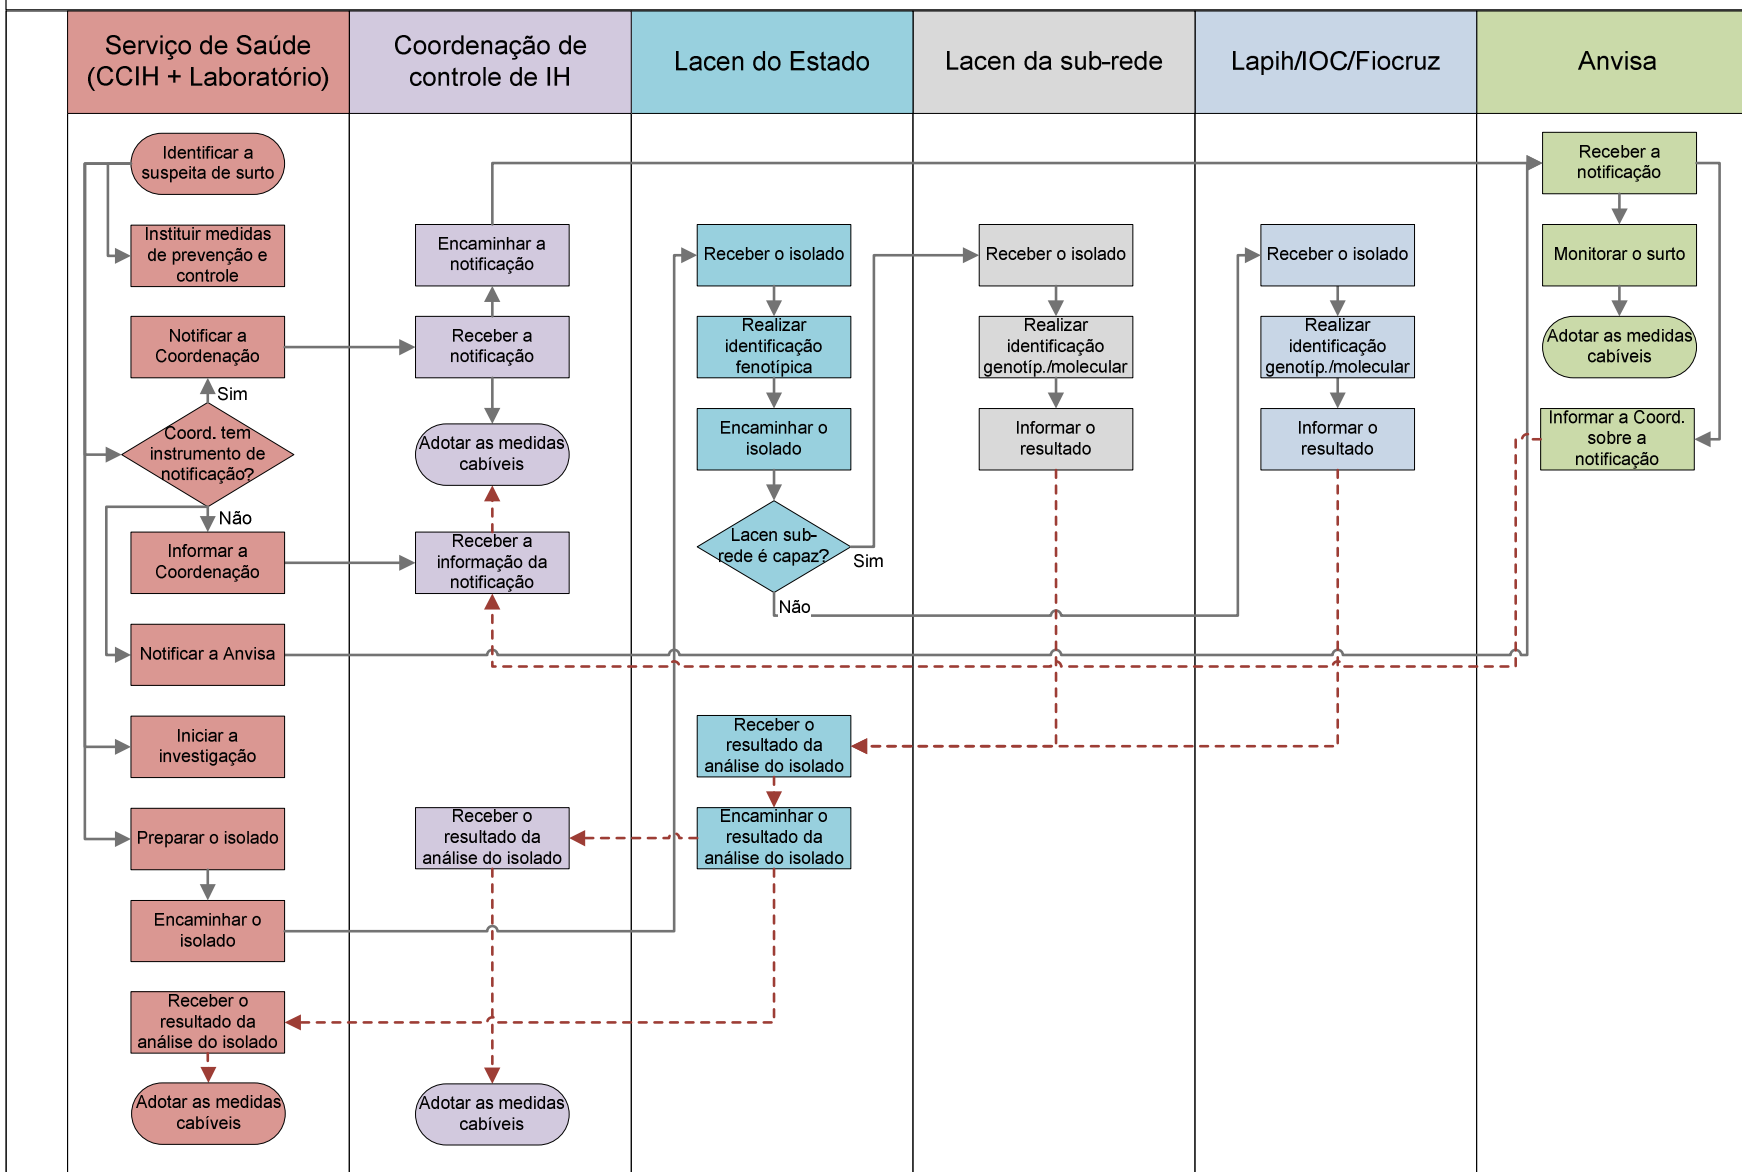 Serviço de Saúde
(CCIH + Laboratório)
Coordenação de
controle de IH
Lacen do Estado
Lacen da sub-rede
Lapih/IOC/Fiocruz
Anvisa
Identificar a
suspeita de surto
Instituir medidas
de prevenção e
controle
Notificar a
Coordenação
Sim
Coord. tem
instrumento de
notificação?
Não
Informar a
Coordenação
Notificar a Anvisa
Iniciar a
investigação
Preparar o isolado
Encaminhar o
isolado
Receber o
resultado da
análise do isolado
Adotar as medidas
cabíveis
Encaminhar a
notificação
Receber a
notificação
Adotar as medidas
cabíveis
Receber a
informação da
notificação
Receber o
resultado da
análise do isolado
Adotar as medidas
cabíveis
Receber o isolado
Realizar
identificação
fenotípica
Encaminhar o
isolado
Lacen sub-
rede é capaz?
Sim
Não
Receber o
resultado da
análise do isolado
Encaminhar o
resultado da
análise do isolado
Receber o isolado
Realizar
identificação
genotíp./molecular
Informar o
resultado
Receber o isolado
Realizar
identificação
genotíp./molecular
Informar o
resultado
Receber a
notificação
Monitorar o surto
Adotar as medidas
cabíveis
Informar a Coord.
sobre a
notificação